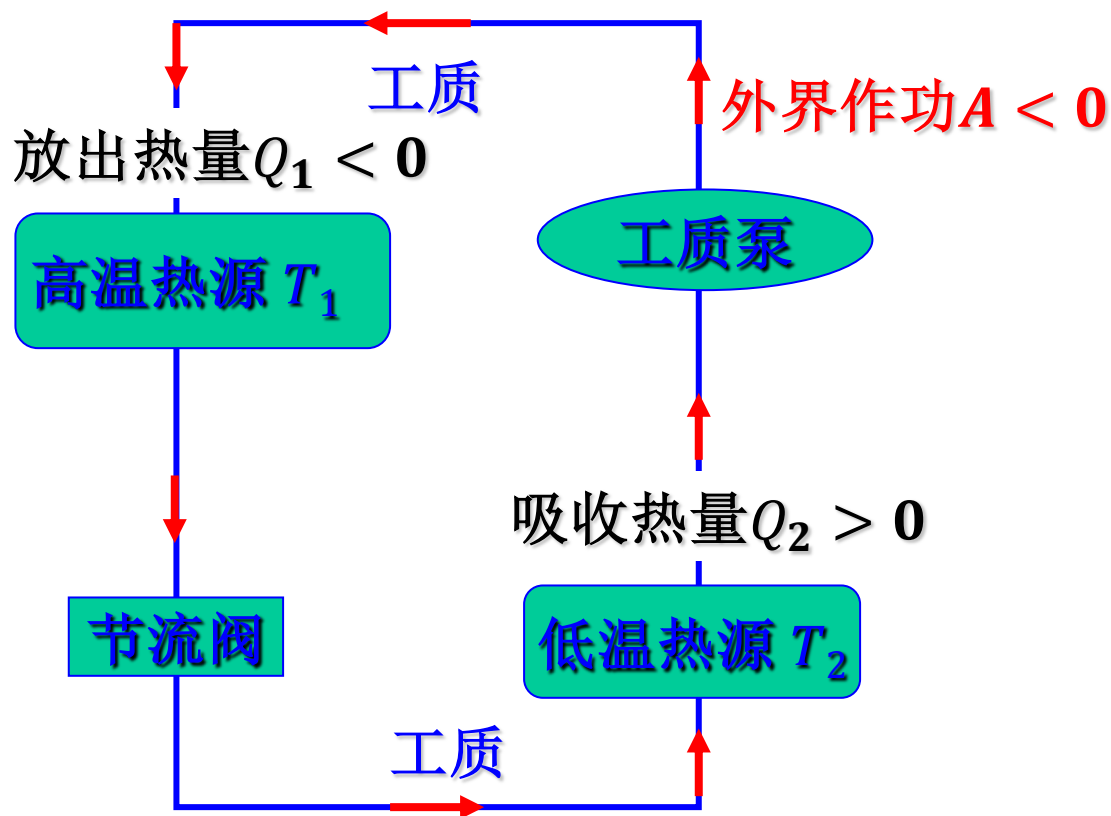 工质
外界作功A < 0
放出热量Q₁ < 0
高温热源 T₁
工质泵
吸收热量Q₂ > 0
节流阀
低温热源 T₂
工质